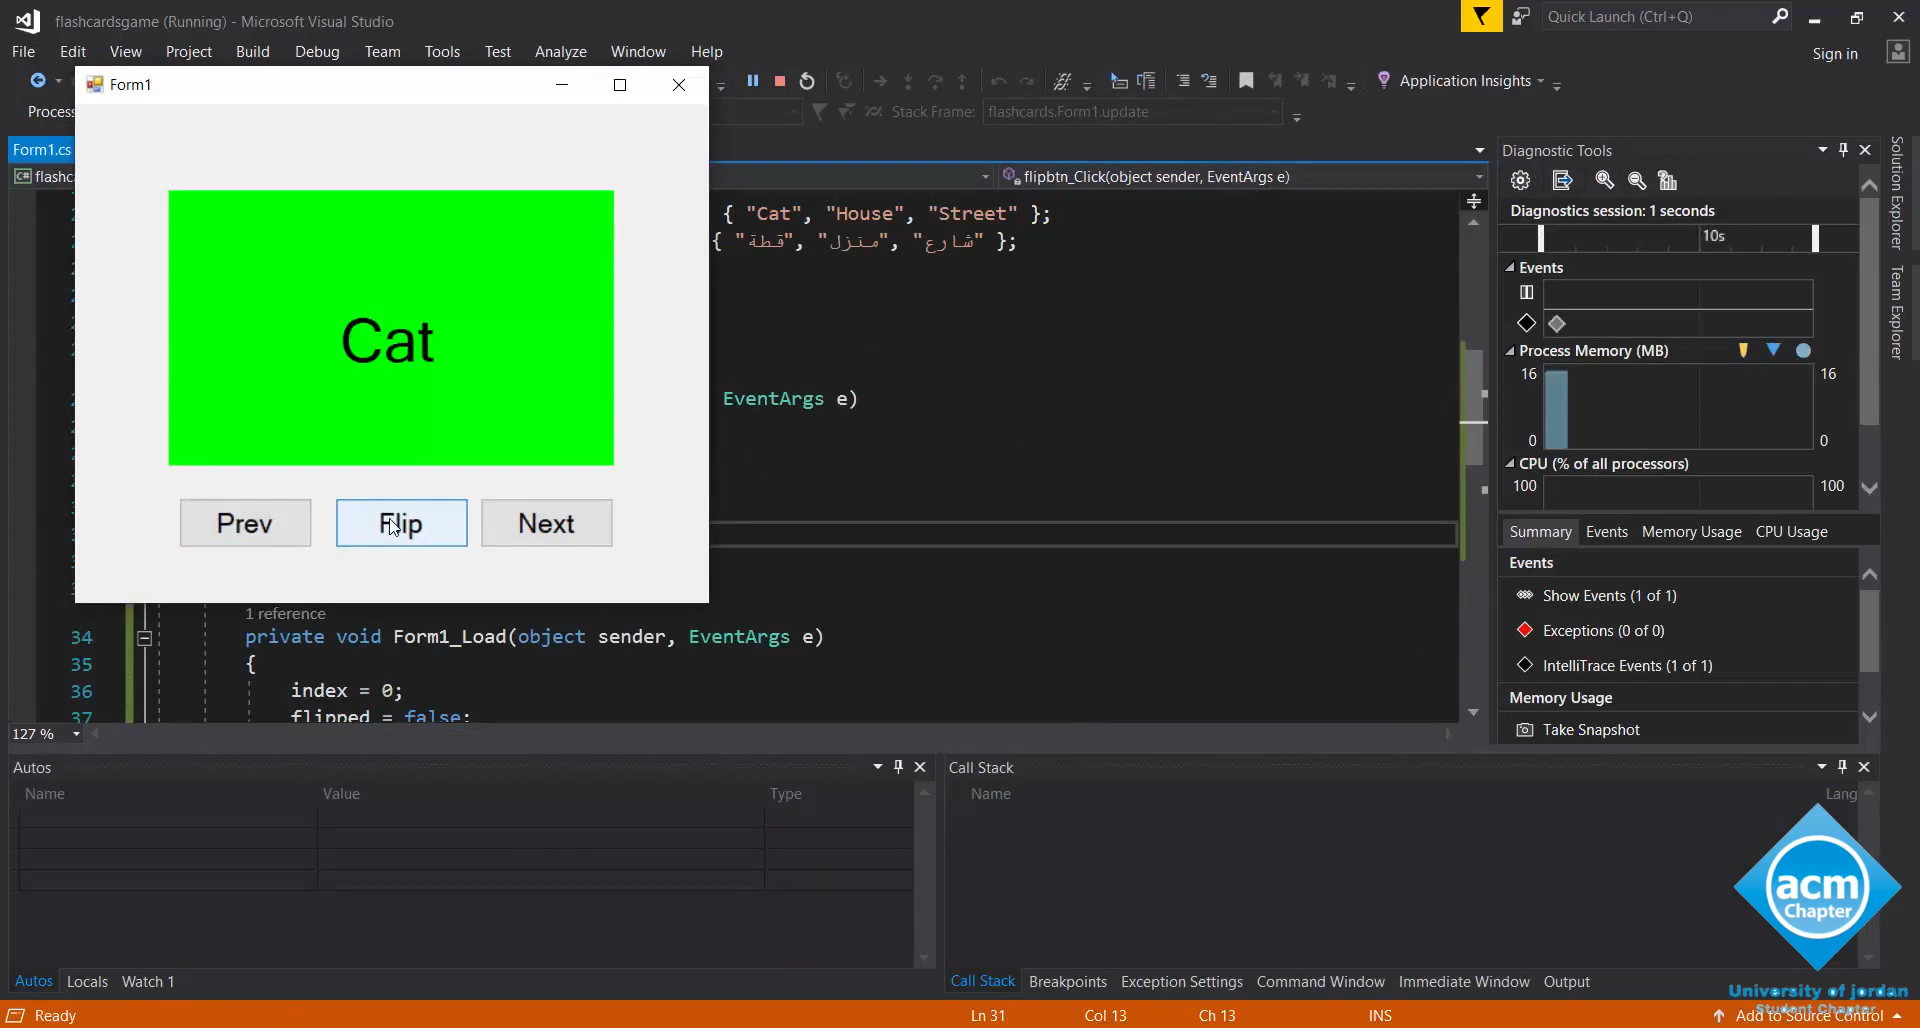 flashcardsgame (Running) - Microsoft Visual Studio
Quick Launch (Ctrl+Q)
File Edit View Project Build Debug Team Tools Test Analyze Window Help
Sign in
Form1
Application Insights
Process
Stack Frame: flashcards.Form1.update
Form1.cs
Diagnostic Tools
C# flashca
flipbtn_Click(object sender, EventArgs e)
Solution Explorer
Team Explorer
{ "Cat", "House", "Street" };
{ "قطة", "منزل", "شارع" };
EventArgs e)
Cat
Prev
Flip
Next
1 reference
34 private void Form1_Load(object sender, EventArgs e)
35 {
36 index = 0;
37 flipped = false;
127 %
Diagnostics session: 1 seconds
10s
Events
Process Memory (MB)
16 16
0 0
CPU (% of all processors)
100 100
Summary Events Memory Usage CPU Usage
Events
Show Events (1 of 1)
Exceptions (0 of 0)
IntelliTrace Events (1 of 1)
Memory Usage
Take Snapshot
Autos
Name Value Type
Autos Locals Watch 1
Call Stack
Name Lang
Call Stack Breakpoints Exception Settings Command Window Immediate Window Output
acm
Chapter
University of jordan
Student Chapter
Ready
Ln 31 Col 13 Ch 13 INS
Add to Source Control